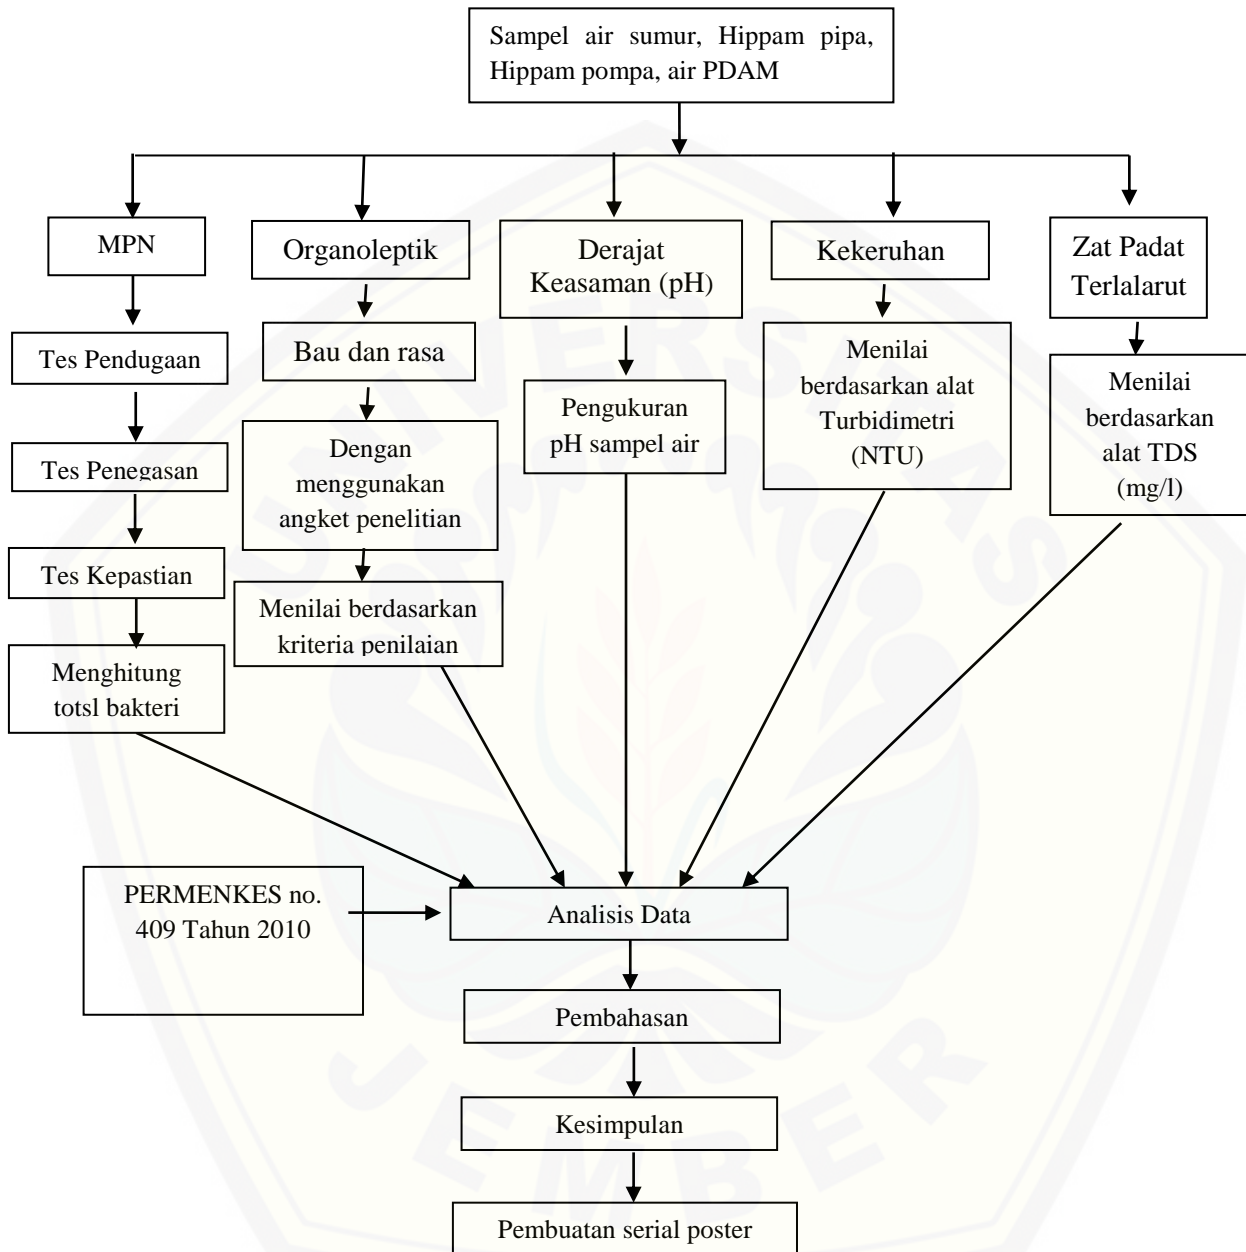 Sampel air sumur, Hippam pipa,
Hippam pompa, air PDAM
MPN
Organoleptik
Derajat
Keasaman (pH)
Kekeruhan
Zat Padat
Terlalarut
Tes Pendugaan
Bau dan rasa
Pengukuran
pH sampel air
Menilai
berdasarkan alat
Turbidimetri
(NTU)
Menilai
berdasarkan
alat TDS
(mg/l)
Tes Penegasan
Dengan
menggunakan
angket penelitian
Tes Kepastian
Menilai berdasarkan
kriteria penilaian
Menghitung
totsl bakteri
PERMENKES no.
409 Tahun 2010
Analisis Data
Pembahasan
Kesimpulan
Pembuatan serial poster
UNIVERSITAS
JEMBER